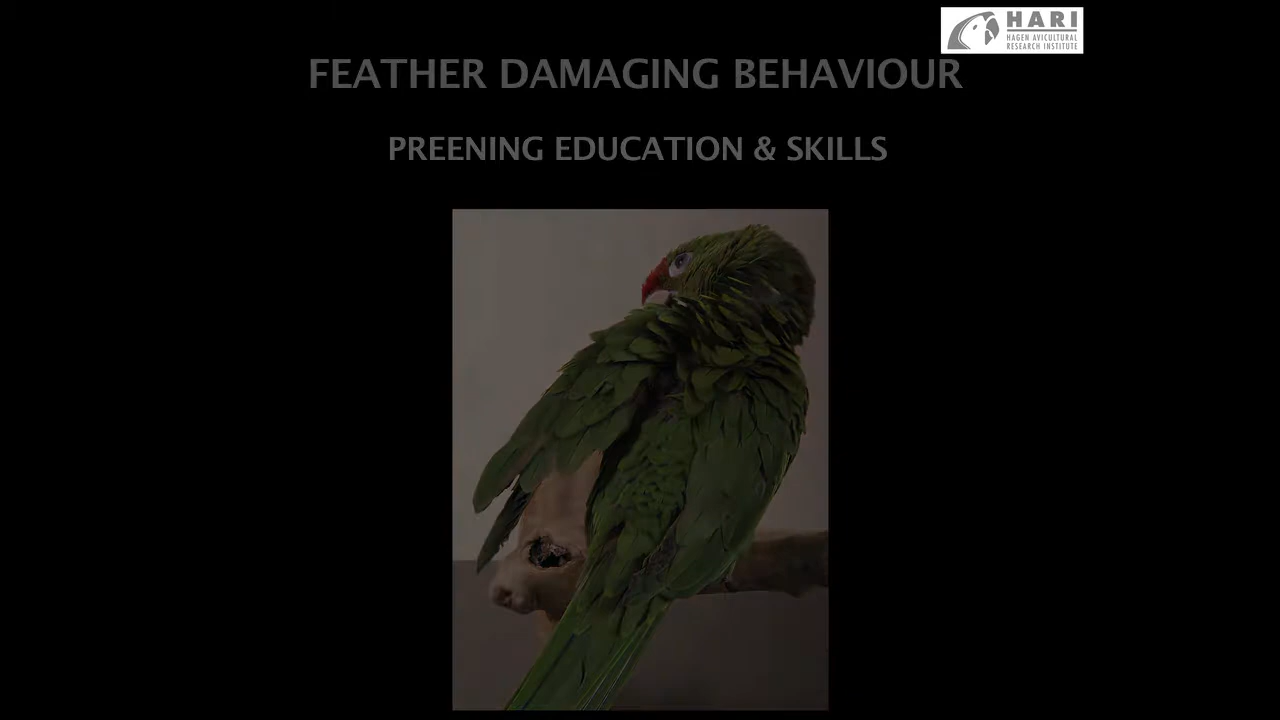 HARI
HAGEN AVICULTURAL
RESEARCH INSTITUTE
FEATHER DAMAGING BEHAVIOUR
PREENING EDUCATION & SKILLS